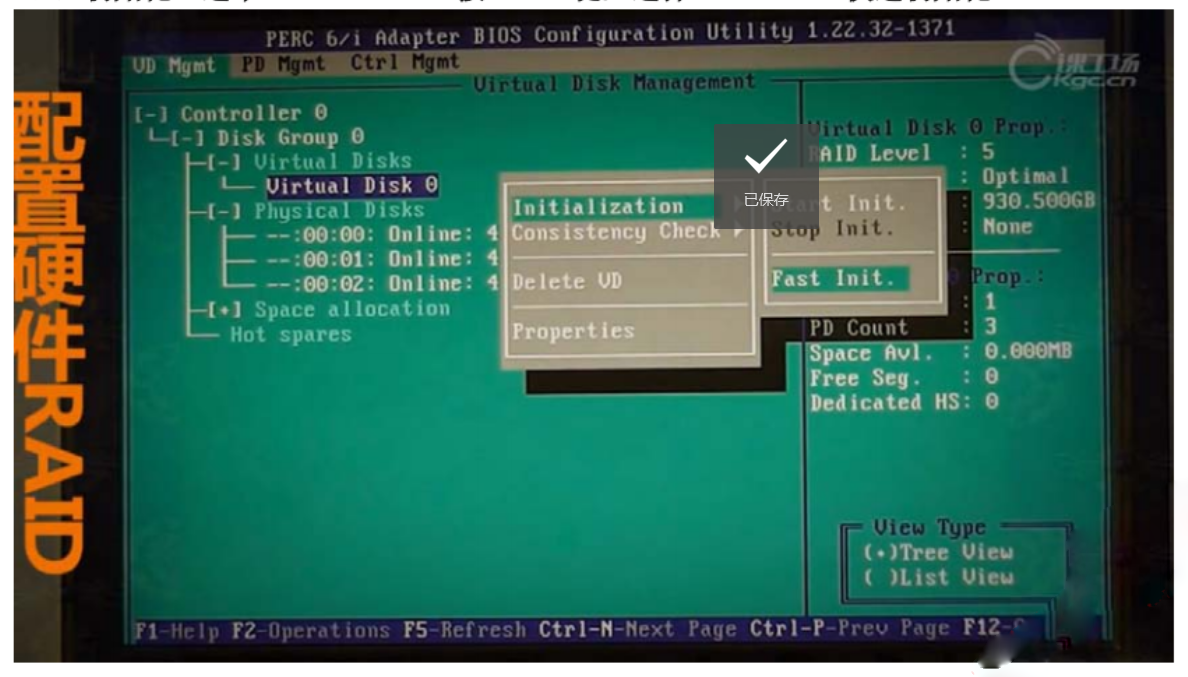 PERC 6/i Adapter BIOS Configuration Utility 1.22.32-1371
VD Mgmt PD Mgmt Ctrl Mgmt
Virtual Disk Management
课工场
kgc.cn
配置硬件RAID
[-] Controller 0
[-] Disk Group 0
[-] Virtual Disks
Virtual Disk 0
[-] Physical Disks
--:00:00: Online: 4
--:00:01: Online: 4
--:00:02: Online: 4
[+] Space allocation
Hot spares
Initialization
Consistency Check
Delete VD
Properties
已保存
Init.
Stop Init.
Fast Init.
Virtual Disk 0 Prop.:
RAID Level : 5
: Optimal
: 930.500GB
: None
Prop.:
: 1
PD Count : 3
Space Avl. : 0.000MB
Free Seg. : 0
Dedicated HS: 0
View Type
(•)Tree View
( )List View
F1-Help F2-Operations F5-Refresh Ctrl-N-Next Page Ctrl-P-Prev Page F12-